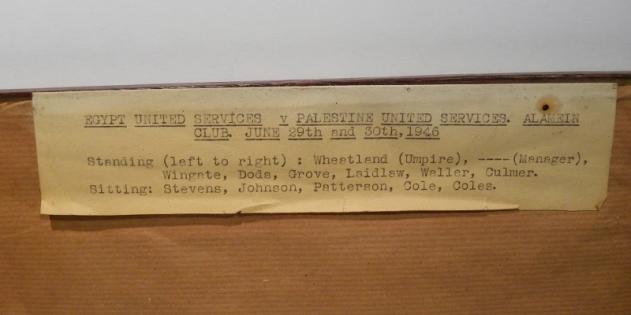 EGYPT UNITED SERVICES v PALESTINE UNITED SERVICES. ALAMEIN
CLUB. JUNE 29th and 30th,1946
Standing (left to right) : Wheatland (Umpire), ----(Manager),
Wingate, Dods, Grove, Laidlaw, Waller, Culmer.
Sitting: Stevens, Johnson, Patterson, Cole, Coles.